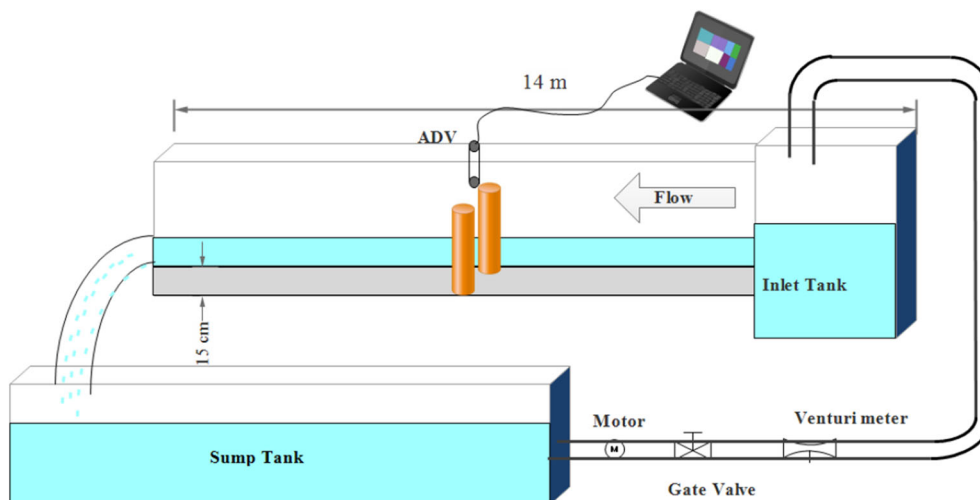 14 m
ADV
Flow
Inlet Tank
15 cm
Motor
Venturi meter
M
Sump Tank
Gate Valve